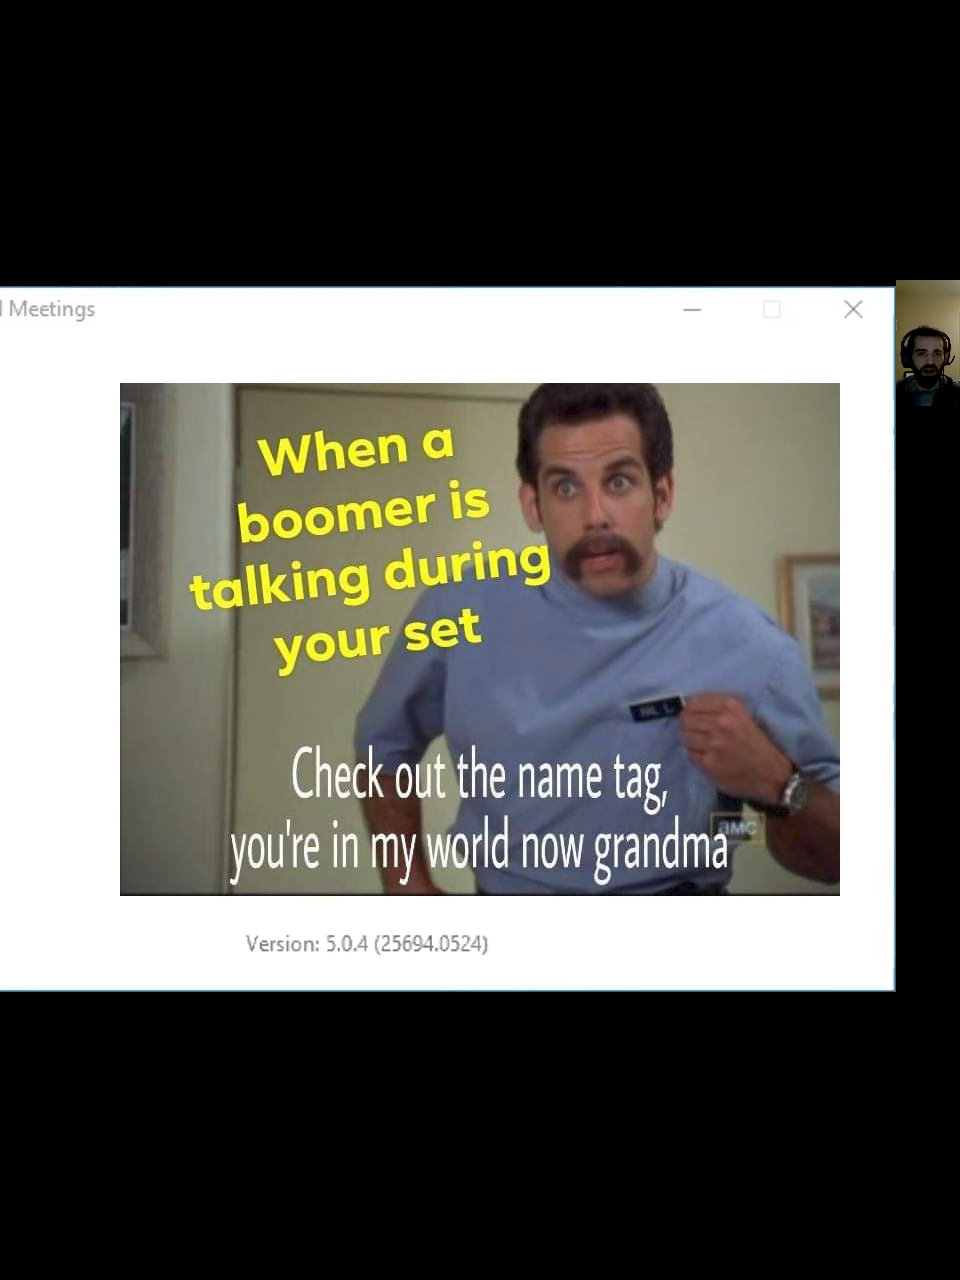 Meetings
When a
boomer is
talking during
your set
Check out the name tag,
you're in my world now grandma
amc
Version: 5.0.4 (25694.0524)